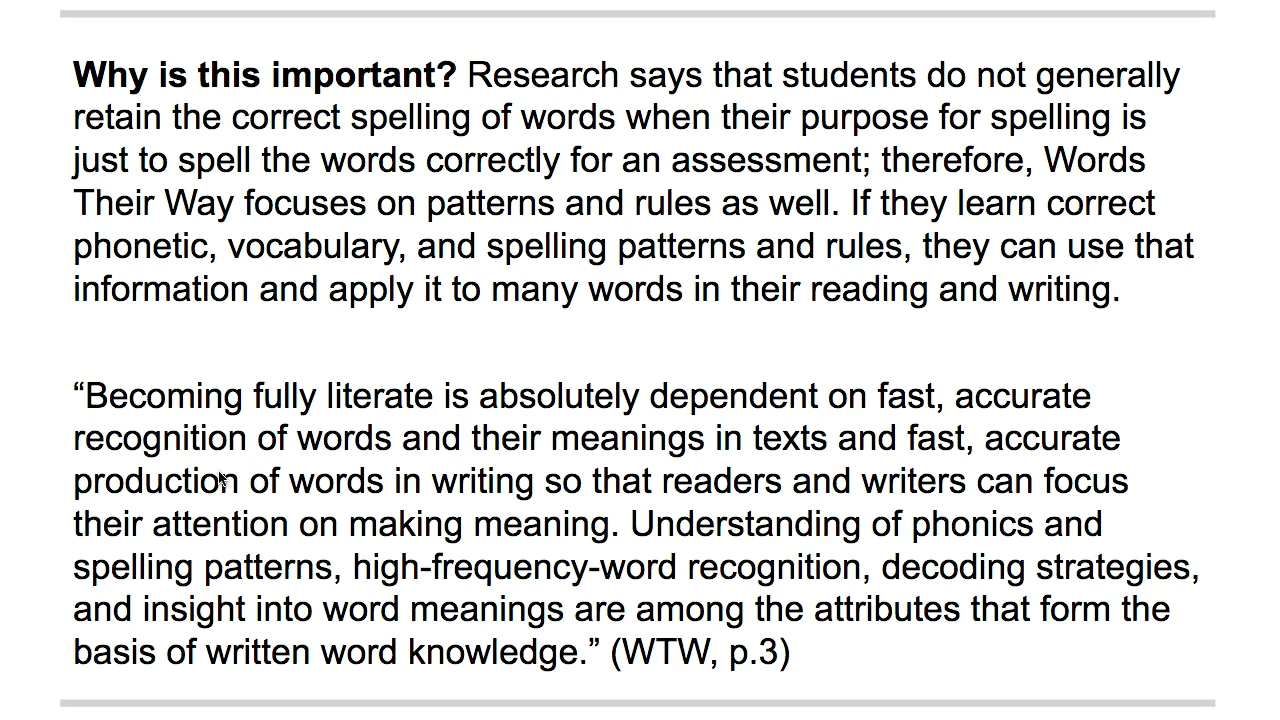 Why is this important? Research says that students do not generally
retain the correct spelling of words when their purpose for spelling is
just to spell the words correctly for an assessment; therefore, Words
Their Way focuses on patterns and rules as well. If they learn correct
phonetic, vocabulary, and spelling patterns and rules, they can use that
information and apply it to many words in their reading and writing.
“Becoming fully literate is absolutely dependent on fast, accurate
recognition of words and their meanings in texts and fast, accurate
production of words in writing so that readers and writers can focus
their attention on making meaning. Understanding of phonics and
spelling patterns, high-frequency-word recognition, decoding strategies,
and insight into word meanings are among the attributes that form the
basis of written word knowledge.” (WTW, p.3)